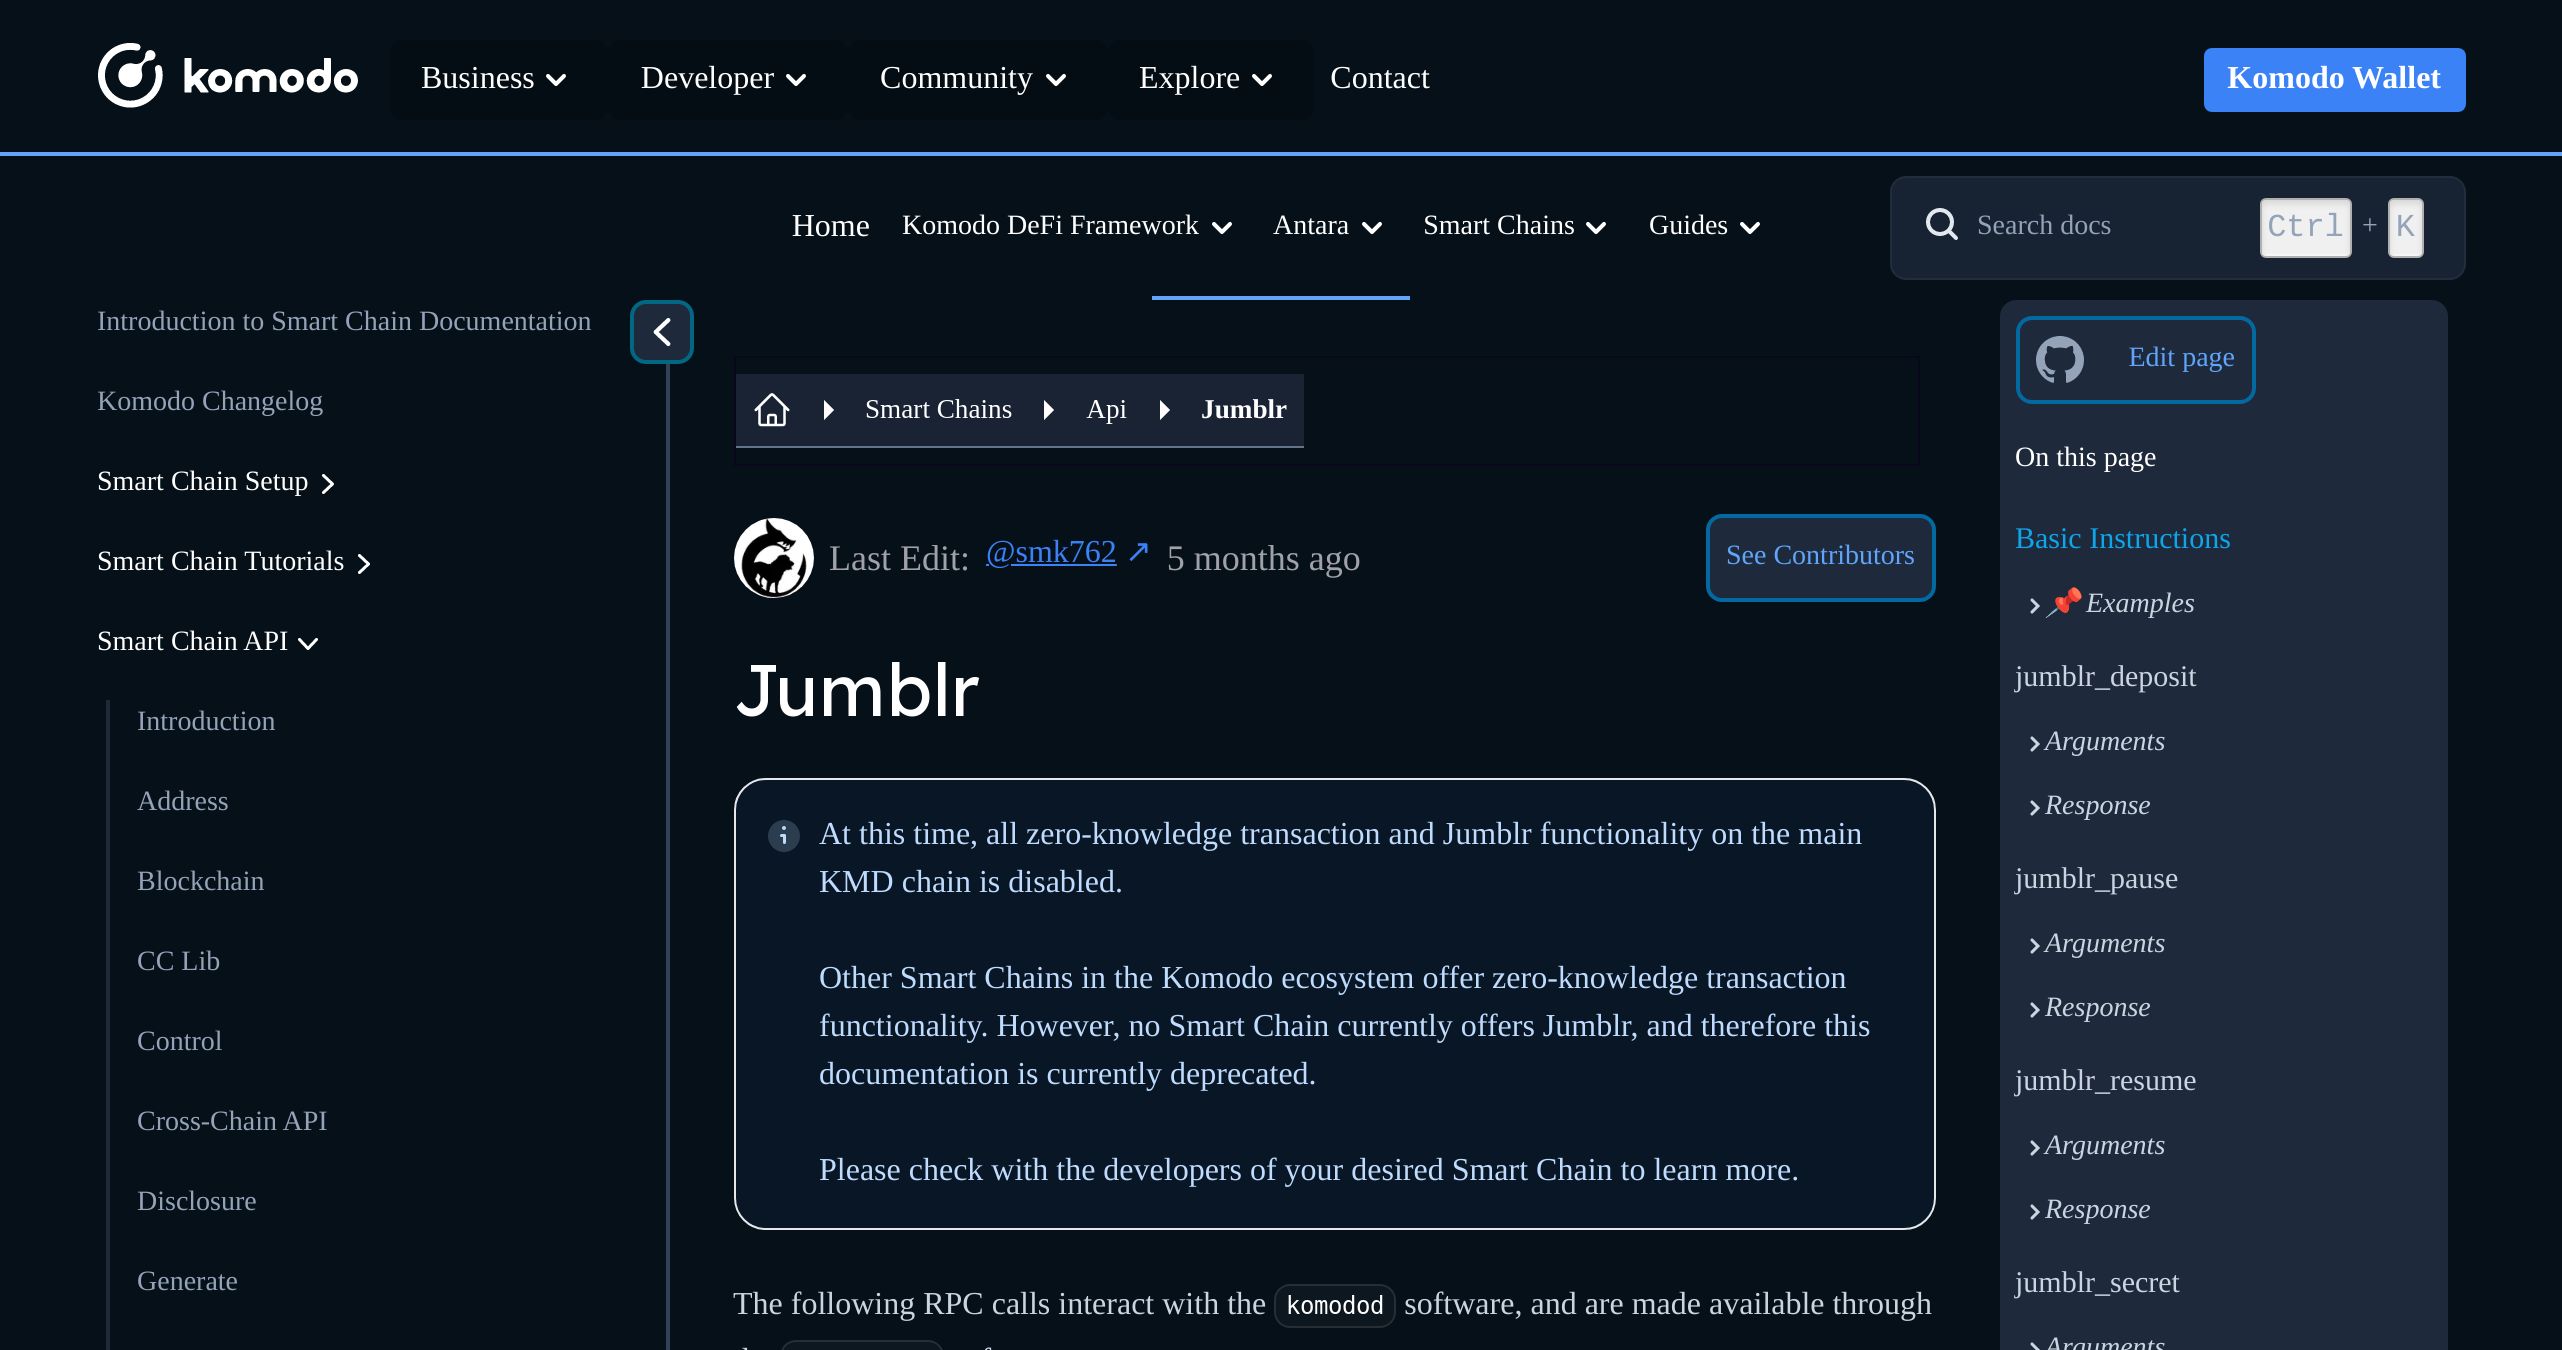 komodo Business Developer Community Explore Contact Komodo Wallet
Home Komodo DeFi Framework Antara Smart Chains Guides Search docs Ctrl + K
Introduction to Smart Chain Documentation
Komodo Changelog
Smart Chain Setup
Smart Chain Tutorials
Smart Chain API
Introduction
Address
Blockchain
CC Lib
Control
Cross-Chain API
Disclosure
Generate
Smart Chains Api Jumblr
Last Edit: @smk762 ↗ 5 months ago See Contributors
Jumblr
At this time, all zero-knowledge transaction and Jumblr functionality on the main
KMD chain is disabled.
Other Smart Chains in the Komodo ecosystem offer zero-knowledge transaction
functionality. However, no Smart Chain currently offers Jumblr, and therefore this
documentation is currently deprecated.
Please check with the developers of your desired Smart Chain to learn more.
The following RPC calls interact with the komodod software, and are made available through
Edit page
On this page
Basic Instructions
📌 Examples
jumblr_deposit
Arguments
Response
jumblr_pause
Arguments
Response
jumblr_resume
Arguments
Response
jumblr_secret
Arguments